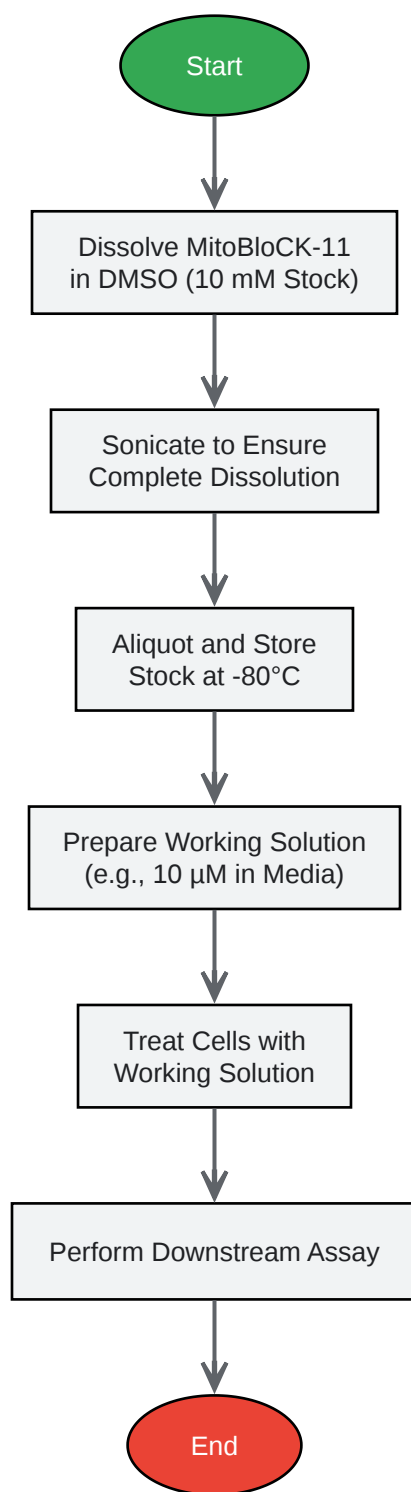 Start
Dissolve MitoBloCK-11
in DMSO (10 mM Stock)
Sonicate to Ensure
Complete Dissolution
Aliquot and Store
Stock at -80°C
Prepare Working Solution
(e.g., 10 µM in Media)
Treat Cells with
Working Solution
Perform Downstream Assay
End